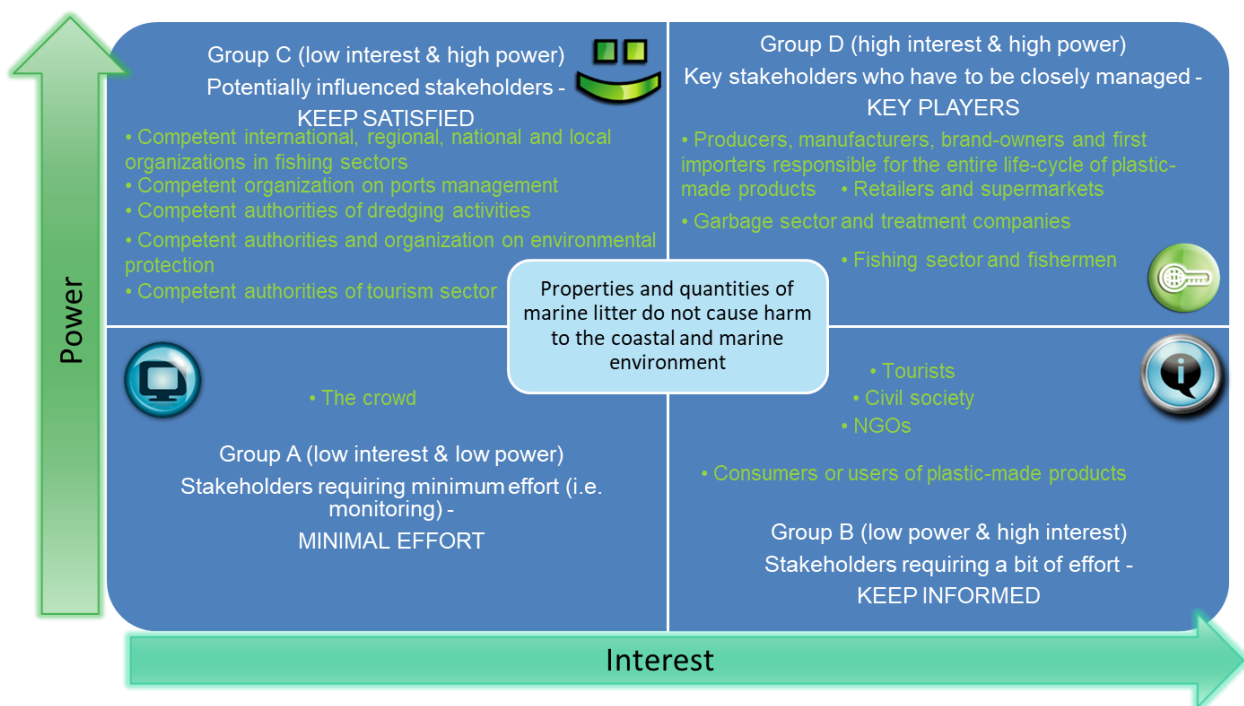 Group C (low interest & high power)
Potentially influenced stakeholders -
KEEP SATISFIED
• Competent international, regional, national and local
organizations in fishing sectors
• Competent organization on ports management
• Competent authorities of dredging activities
• Competent authorities and organization on environmental
protection
• Competent authorities of tourism sector
Group D (high interest & high power)
Key stakeholders who have to be closely managed -
KEY PLAYERS
• Producers, manufacturers, brand-owners and first
importers responsible for the entire life-cycle of plastic-
made products • Retailers and supermarkets
• Garbage sector and treatment companies
• Fishing sector and fishermen
Properties and quantities of
marine litter do not cause harm
to the coastal and marine
environment
• The crowd
Group A (low interest & low power)
Stakeholders requiring minimum effort (i.e.
monitoring) -
MINIMAL EFFORT
• Tourists
• Civil society
• NGOs
• Consumers or users of plastic-made products
Group B (low power & high interest)
Stakeholders requiring a bit of effort -
KEEP INFORMED
i
Power
Interest